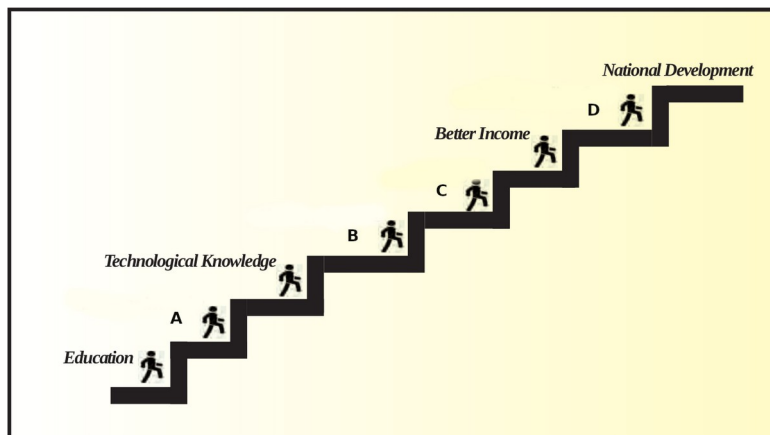 National Development
D
Better Income
C
B
Technological Knowledge
A
Education